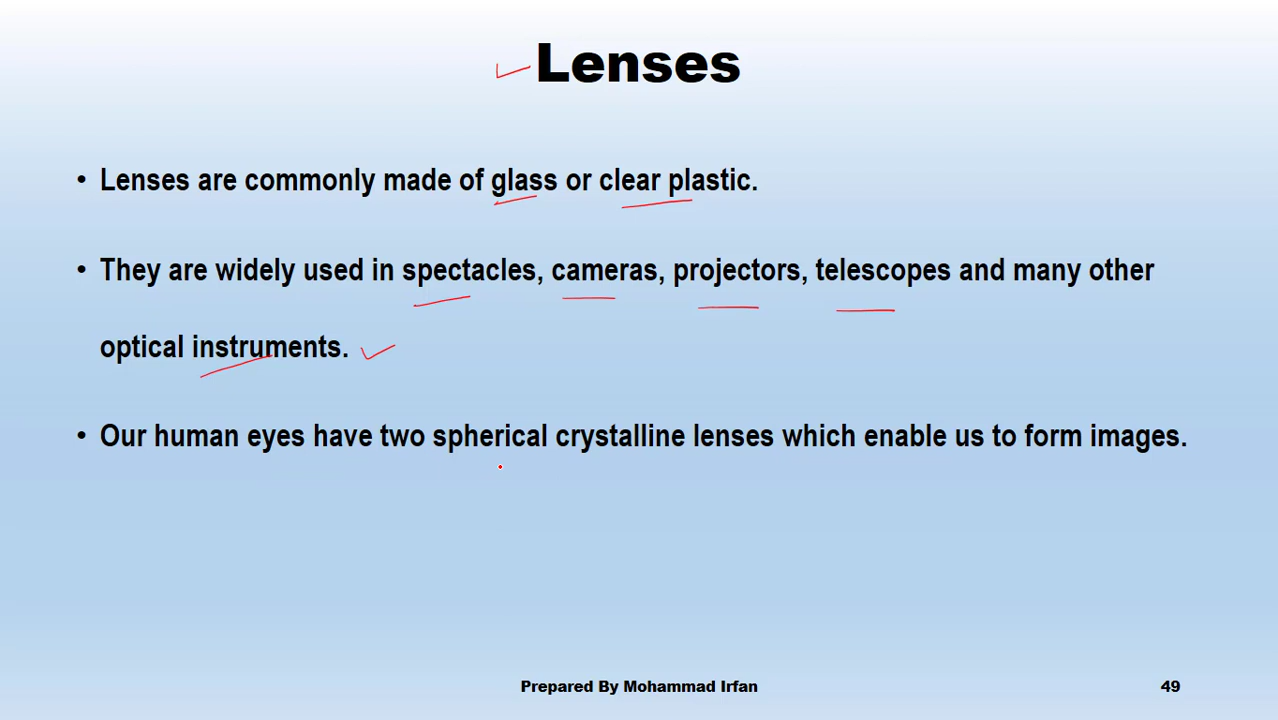 Lenses
• Lenses are commonly made of glass or clear plastic.
• They are widely used in spectacles, cameras, projectors, telescopes and many other
optical instruments.
• Our human eyes have two spherical crystalline lenses which enable us to form images.
Prepared By Mohammad Irfan
49